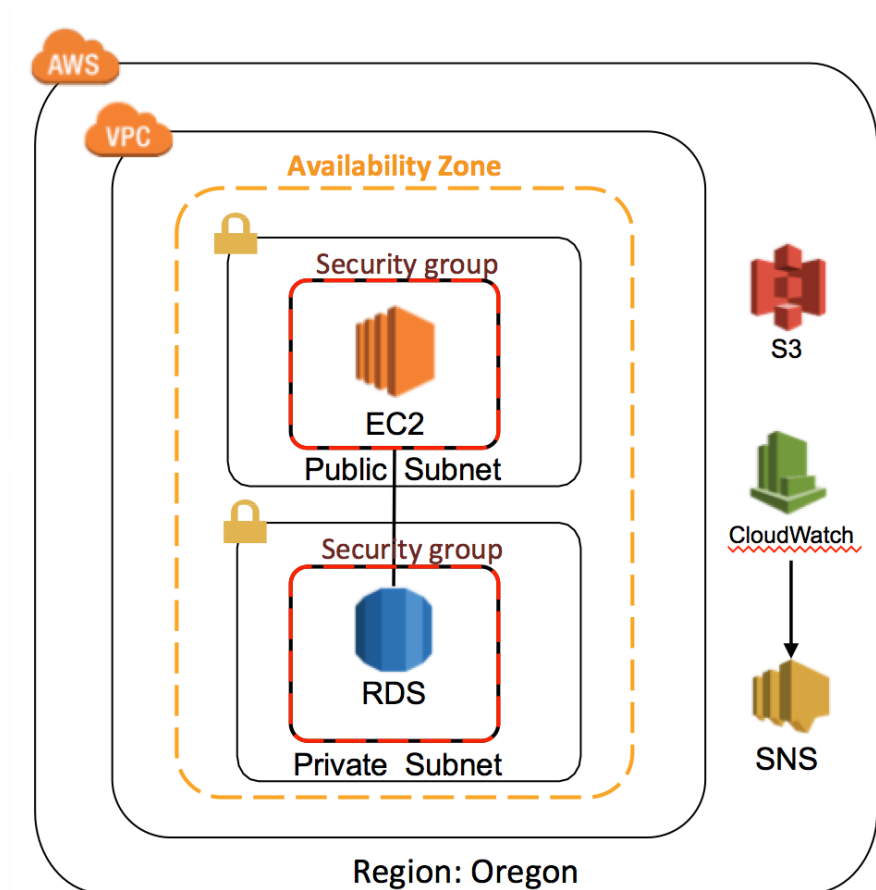 AWS
VPC
Availability Zone
Security group
EC2
Public Subnet
Security group
RDS
Private Subnet
S3
CloudWatch
SNS
Region: Oregon